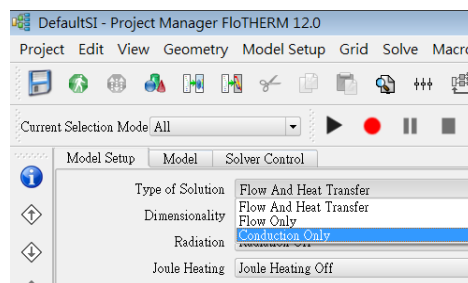 DefaultSI - Project Manager FloTHERM 12.0
Project Edit View Geometry Model Setup Grid Solve Macro
Current Selection Mode All
Model Setup Model Solver Control
Type of Solution Flow And Heat Transfer
Flow And Heat Transfer
Dimensionality
Flow Only
Conduction Only
Radiation Radiation Off
Joule Heating Joule Heating Off